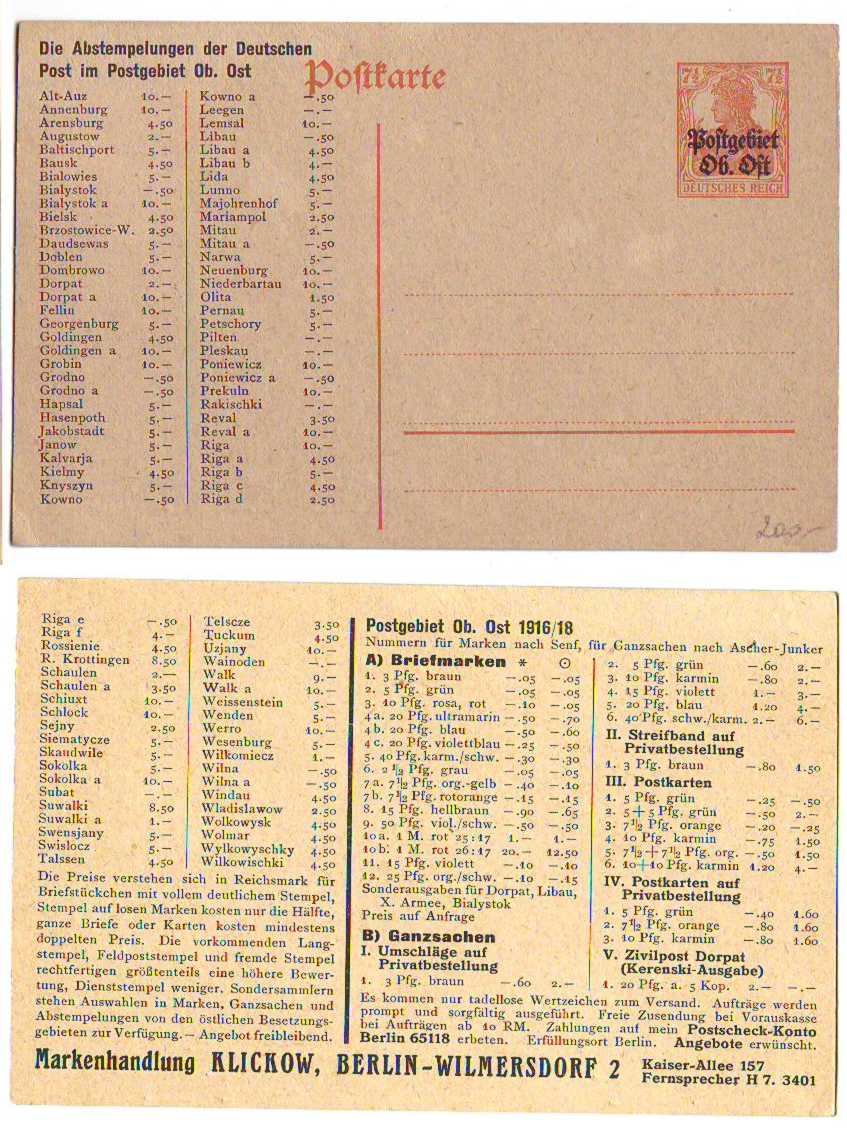 Die Abstempelungen der Deutschen
Post im Postgebiet Ob. Ost
Alt-Auz 10.—
Annenburg 10.—
Arensburg 4.50
Augustow 2.—
Baltischport 5.—
Bausk 4.50
Bialowies 5.—
Bialystok —.50
Bialystok a 10.—
Bielsk 4.50
Brzostowice-W. 2.50
Daudsewas 5.—
Doblen 5.—
Dombrowo 10.—
Dorpat 2.—
Dorpat a 10.—
Fellin 10.—
Georgenburg 5.—
Goldingen 4.50
Goldingen a 10.—
Grobin 10.—
Grodno —.50
Grodno a —.50
Hapsal 5.—
Hasenpoth 5.—
Jakobstadt 5.—
Janow 5.—
Kalvarja 5.—
Kielmy 4.50
Knyszyn 5.—
Kowno —.50
Kowno a —.50
Leegen —.—
Lemsal 10.—
Libau —.50
Libau a 4.50
Libau b 4.—
Lida 4.50
Lunno 5.—
Majohrenhof 5.—
Mariampol 2.50
Mitau 2.—
Mitau a —.50
Narwa 5.—
Neuenburg 10.—
Niederbartau 10.—
Olita 1.50
Pernau 5.—
Petschory 5.—
Pilten —.—
Pleskau —.—
Poniewicz 10.—
Poniewicz a —.50
Prekuln 10.—
Rakischki —.—
Reval 3.50
Reval a 10.—
Riga 10.—
Riga a 4.50
Riga b 5.—
Riga c 4.50
Riga d 2.50
Postkarte
7½ 7½
Postgebiet
Ob. Ost
DEUTSCHES REICH
200,—
Riga e —.50
Riga f 4.—
Rossienie 4.50
R. Krottingen 8.50
Schaulen 2.—
Schaulen a 3.50
Schiuxt 10.—
Schlock 10.—
Sejny 2.50
Siematycze 5.—
Skaudwile 5.—
Sokolka 5.—
Sokolka a 10.—
Subat —.—
Suwalki 8.50
Suwalki a 1.—
Swensjany 5.—
Swislocz 5.—
Talssen 4.50
Telscze 3.50
Tuckum 4.50
Uzjany 10.—
Wainoden —.—
Walk 9.—
Walk a 10.—
Weissenstein 5.—
Wenden 5.—
Werro 10.—
Wesenburg 5.—
Wilkomiecz 1.—
Wilna —.50
Wilna a —.50
Windau 4.50
Wladislawow 2.50
Wolkowysk 4.50
Wolmar 4.50
Wylkowyschky 4.50
Wilkowischki 4.50
Die Preise verstehen sich in Reichsmark für
Briefstückchen mit vollem deutlichem Stempel,
Stempel auf losen Marken kosten nur die Hälfte,
ganze Briefe oder Karten kosten mindestens
doppelten Preis. Die vorkommenden Lang-
stempel, Feldpoststempel und fremde Stempel
rechtfertigen größtenteils eine höhere Bewer-
tung, Dienststempel weniger. Sondersammlern
stehen Auswahlen in Marken, Ganzsachen und
Abstempelungen von den östlichen Besetzungs-
gebieten zur Verfügung. — Angebot freibleibend.
Postgebiet Ob. Ost 1916/18
Nummern für Marken nach Senf, für Ganzsachen nach Ascher-Junker
A) Briefmarken * ⊙
1. 3 Pfg. braun —.05 —.05
2. 5 Pfg. grün —.05 —.05
3. 10 Pfg. rosa, rot —.10 —.05
4a. 20 Pfg. ultramarin —.50 —.70
4b. 20 Pfg. blau —.50 —.60
4c. 20 Pfg. violettblau —.25 —.50
5. 40 Pfg. karm./schw. —.30 —.30
6. 2 1/2 Pfg. grau —.05 —.05
7a. 7 1/2 Pfg. org.-gelb —.40 —.10
7b. 7 1/2 Pfg. rotorange —.15 —.15
8. 15 Pfg. hellbraun —.90 —.65
9. 50 Pfg. viol./schw. —.50 —.50
10a. 1 M. rot 25:17 1.— 1.—
10b. 1 M. rot 26:17 20.— 12.50
11. 15 Pfg. violett —.10 —.10
12. 25 Pfg. org./schw. —.10 —.15
Sonderausgaben für Dorpat, Libau,
X. Armee, Bialystok
Preis auf Anfrage
B) Ganzsachen
I. Umschläge auf
Privatbestellung
1. 3 Pfg. braun —.60 2.—
2. 5 Pfg. grün —.60 2.—
3. 10 Pfg. karmin —.80 2.—
4. 15 Pfg. violett 1.— 3.—
5. 20 Pfg. blau 1.20 4.—
6. 40 Pfg. schw./karm. 2.— 6.—
II. Streifband auf
Privatbestellung
1. 3 Pfg. braun —.80 1.50
III. Postkarten
1. 5 Pfg. grün —.25 —.50
2. 5+5 Pfg. grün —.50 2.—
3. 7 1/2 Pfg. orange —.20 —.25
4. 10 Pfg. karmin —.75 1.50
5. 7 1/2+7 1/2 Pfg. org. —.50 1.50
6. 10+10 Pfg. karmin 1.20 4.—
IV. Postkarten auf
Privatbestellung
1. 5 Pfg. grün —.40 1.60
2. 7 1/2 Pfg. orange —.80 1.60
3. 10 Pfg. karmin —.80 1.60
V. Zivilpost Dorpat
(Kerenski-Ausgabe)
1. 20 Pfg. a. 5 Kop. 2.— —.—
Es kommen nur tadellose Wertzeichen zum Versand. Aufträge werden
prompt und sorgfältig ausgeführt. Freie Zusendung bei Vorauskasse
bei Aufträgen ab 10 RM. Zahlungen auf mein Postscheck-Konto
Berlin 65118 erbeten. Erfüllungsort Berlin. Angebote erwünscht.
Markenhandlung KLICKOW, BERLIN-WILMERSDORF 2
Kaiser-Allee 157
Fernsprecher H 7. 3401